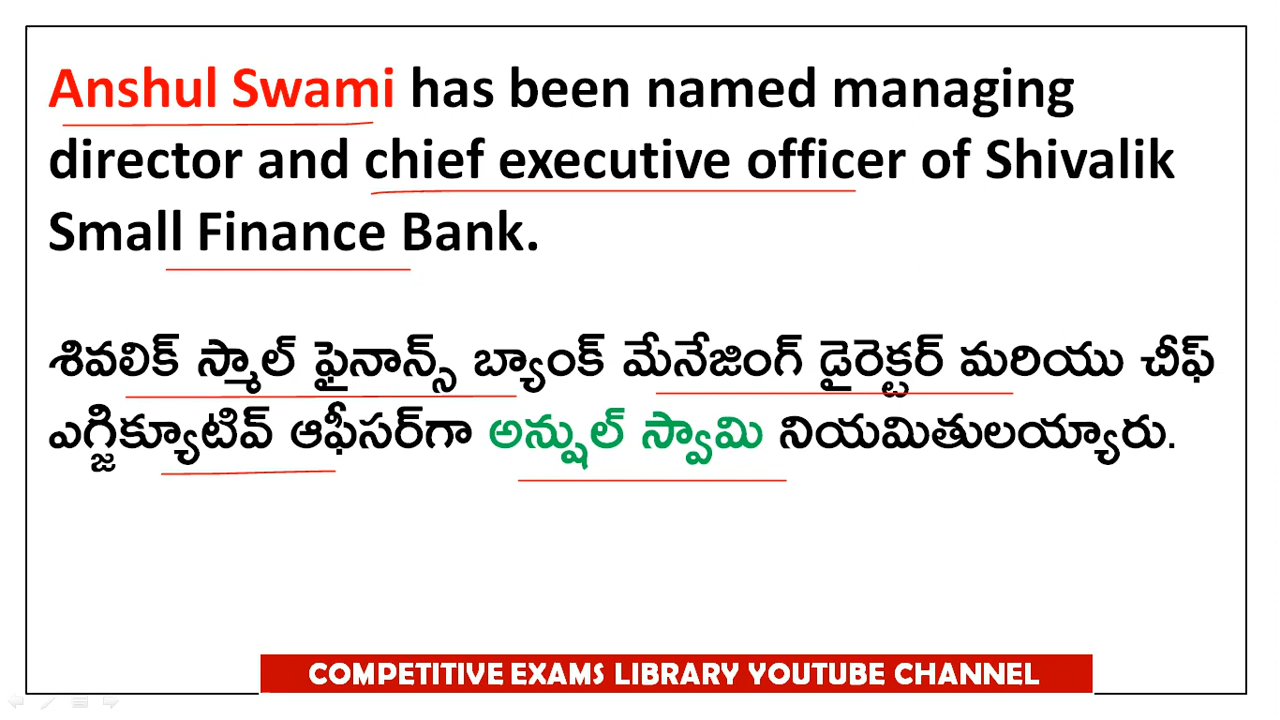 Anshul Swami has been named managing
director and chief executive officer of Shivalik
Small Finance Bank.
శివలిక్ స్మాల్ ఫైనాన్స్ బ్యాంక్ మేనేజింగ్ డైరెక్టర్ మరియు చీఫ్
ఎగ్జిక్యూటివ్ ఆఫీసర్‌గా అన్షుల్ స్వామి నియమితులయ్యారు.
COMPETITIVE EXAMS LIBRARY YOUTUBE CHANNEL